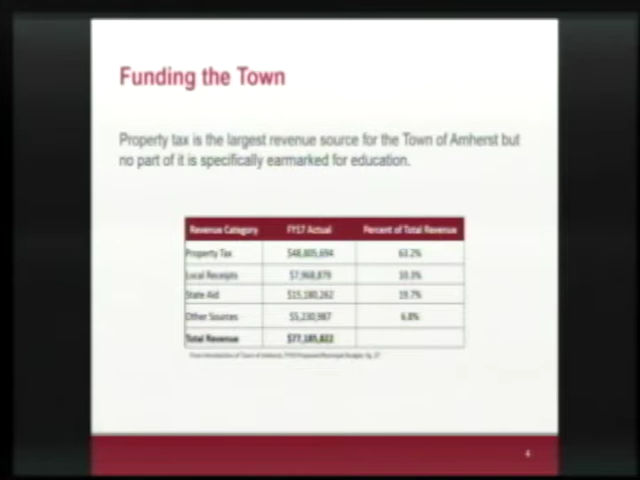 Funding the Town
Property tax is the largest revenue source for the Town of Amherst but
no part of it is specifically earmarked for education.
Revenue Category FY17 Actual Percent of Total Revenue
Property Tax $48,805,694 63.2%
Local Receipts $7,968,879 10.3%
State Aid $15,180,262 19.7%
Other Sources $5,230,987 6.8%
Total Revenue $77,185,822
4